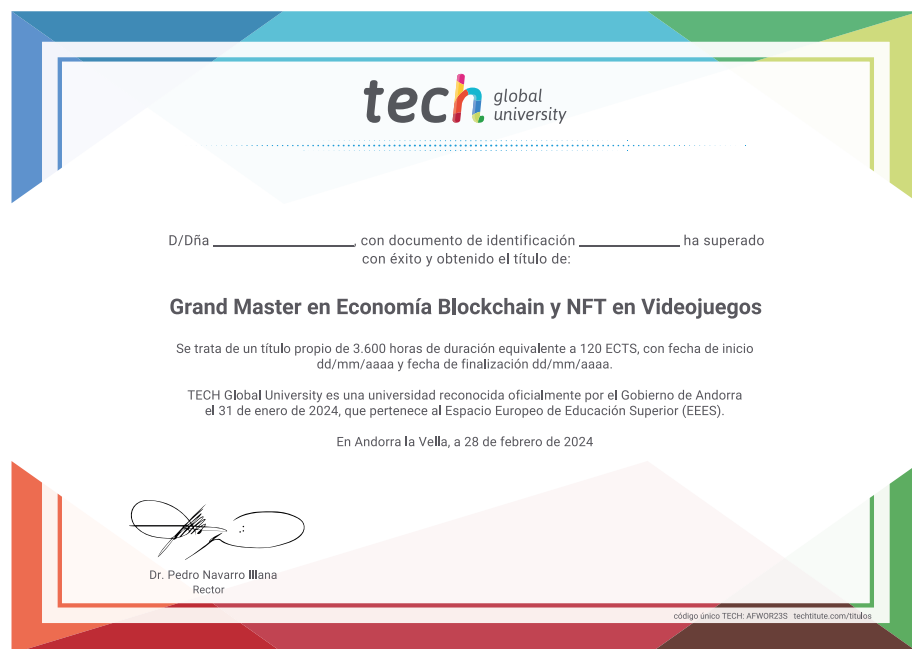 tech global university
D/Dña ____________________, con documento de identificación ______________ ha superado
con éxito y obtenido el título de:
Grand Master en Economía Blockchain y NFT en Videojuegos
Se trata de un título propio de 3.600 horas de duración equivalente a 120 ECTS, con fecha de inicio
dd/mm/aaaa y fecha de finalización dd/mm/aaaa.
TECH Global University es una universidad reconocida oficialmente por el Gobierno de Andorra
el 31 de enero de 2024, que pertenece al Espacio Europeo de Educación Superior (EEES).
En Andorra la Vella, a 28 de febrero de 2024
Dr. Pedro Navarro Illana
Rector
código único TECH: AFWOR23S techtitute.com/titulos